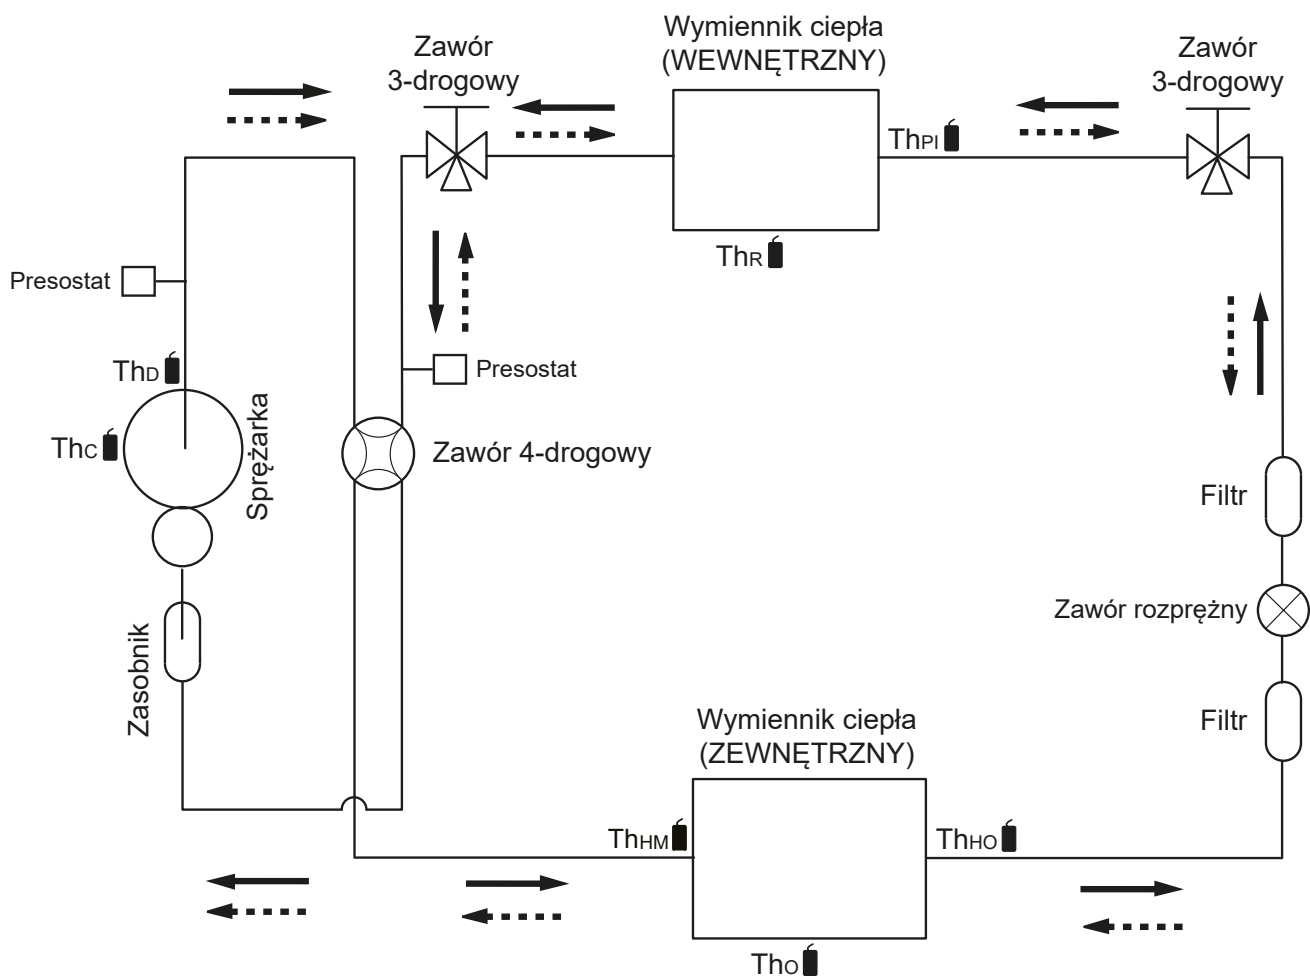 Wymiennik ciepła
(WEWNĘTRZNY)
Zawór
3-drogowy
Zawór
3-drogowy
ThPI
ThR
Presostat
ThD
Presostat
ThC
Sprężarka
Zawór 4-drogowy
Filtr
Zawór rozprężny
Zasobnik
Filtr
Wymiennik ciepła
(ZEWNĘTRZNY)
ThHM
ThHO
ThO